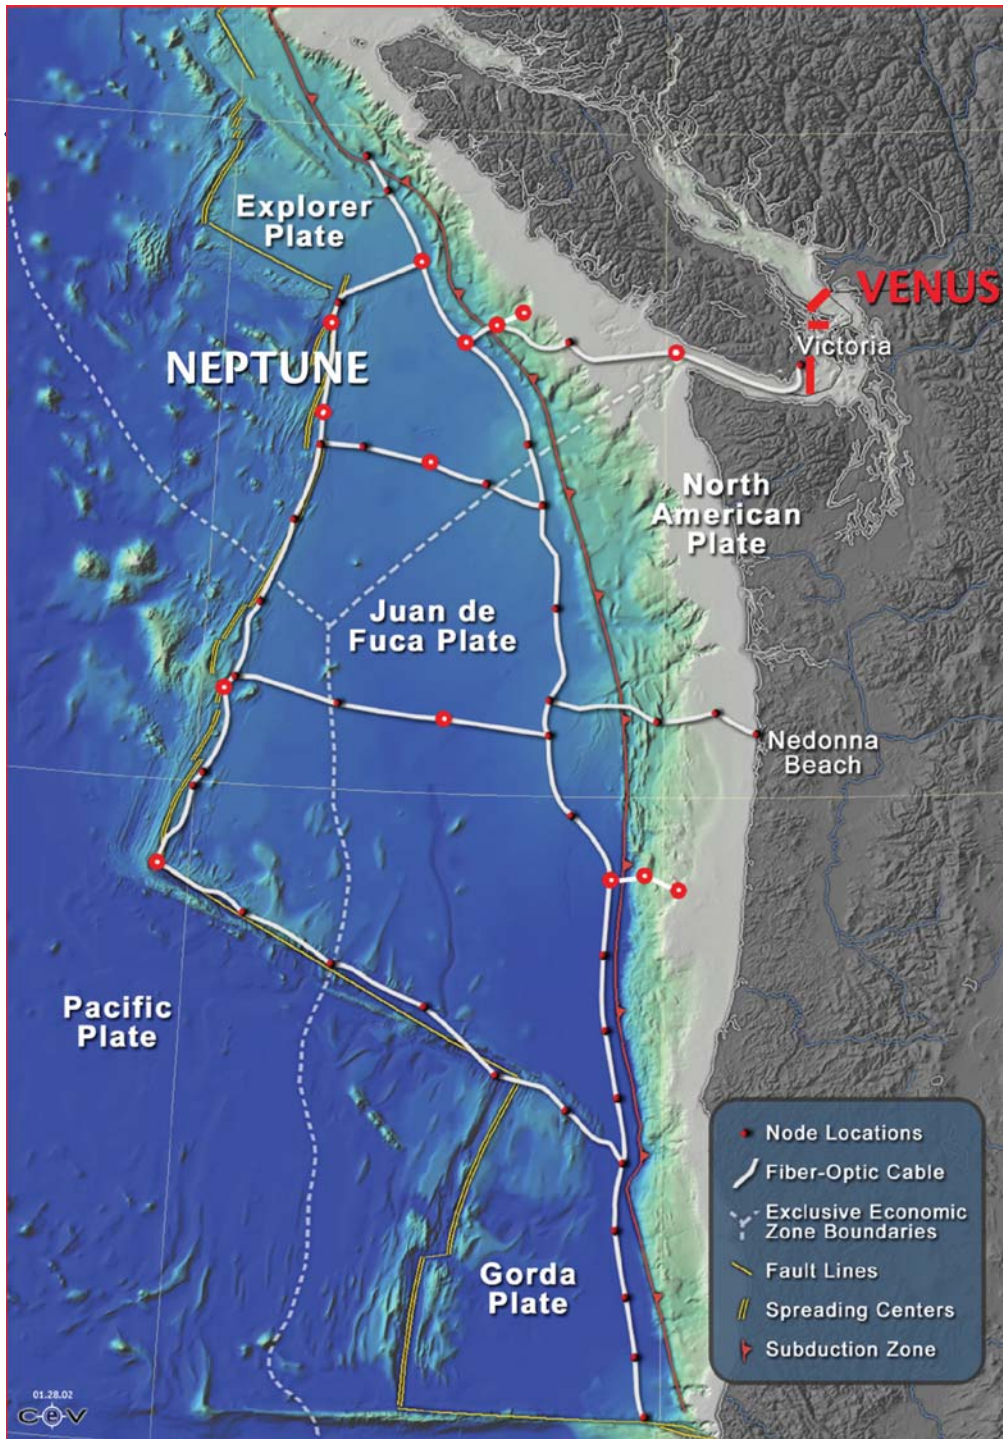 Explorer
Plate
VENUS
Victoria
NEPTUNE
North
American
Plate
Juan de
Fuca Plate
Nedonna
Beach
Pacific
Plate
Gorda
Plate
Node Locations
Fiber-Optic Cable
Exclusive Economic
Zone Boundaries
Fault Lines
Spreading Centers
Subduction Zone
01.28.02
CeV